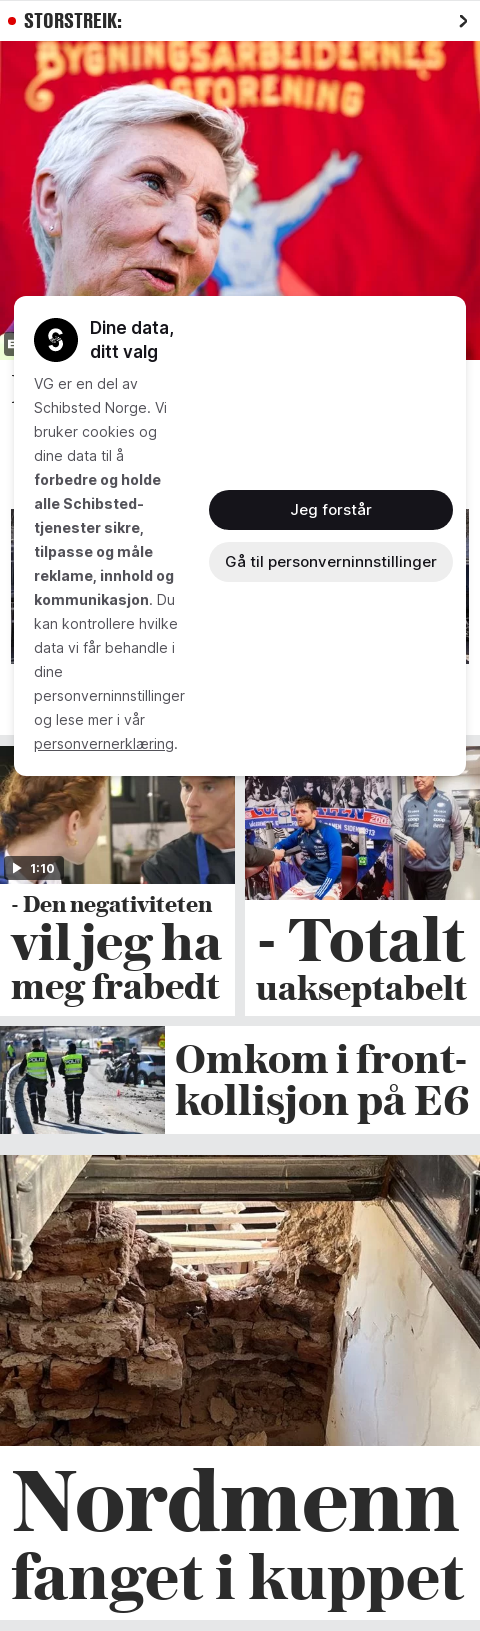 STORSTREIK:
BYGNINGSARBEIDERNES
FAGFORENING
Dine data,
ditt valg
VG er en del av
Schibsted Norge. Vi
bruker cookies og
dine data til å
forbedre og holde
alle Schibsted-
tjenester sikre,
tilpasse og måle
reklame, innhold og
kommunikasjon. Du
kan kontrollere hvilke
data vi får behandle i
dine
personverninnstillinger
og lese mer i vår
personvernerklæring.
Jeg forstår
Gå til personverninnstillinger
1:10
- Den negativiteten
vil jeg ha
meg frabedt
- Totalt
uakseptabelt
POLITI
POLITI
Omkom i front-
kollisjon på E6
Nordmenn
fanget i kuppet